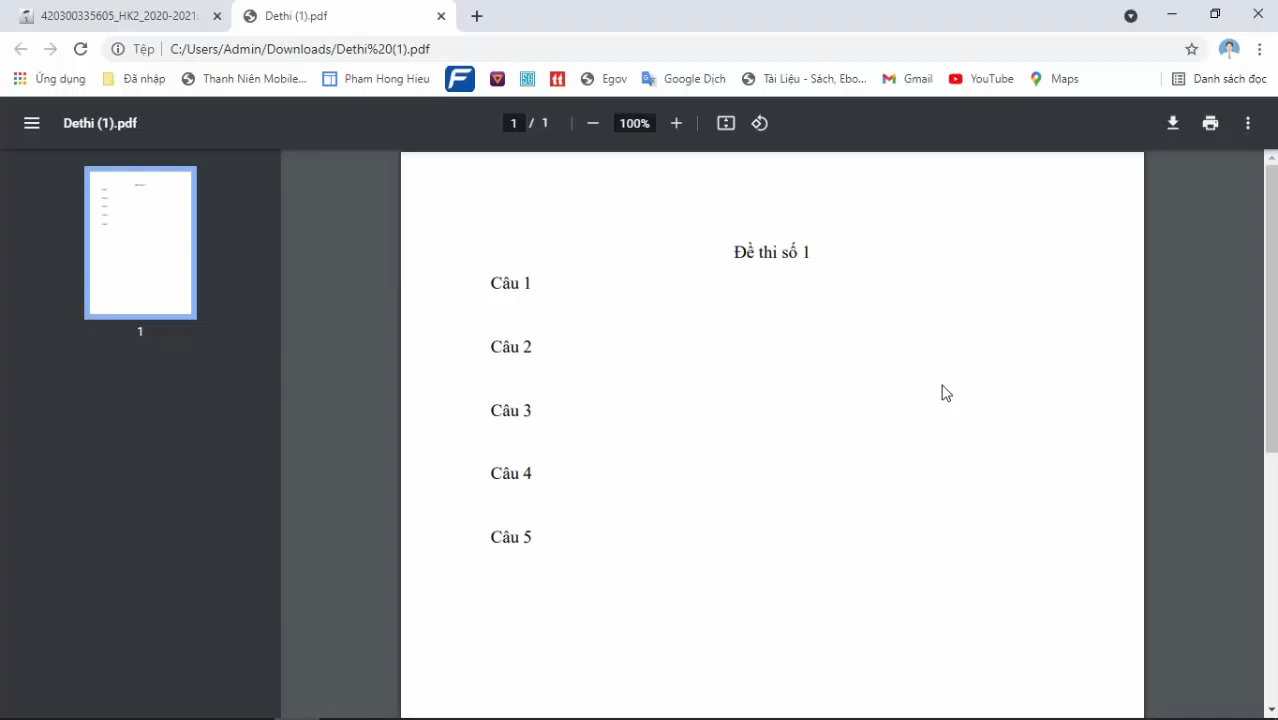 420300335605_HK2_2020-2021:
Dethi (1).pdf
Tệp
C:/Users/Admin/Downloads/Dethi%20(1).pdf
Ứng dụng
Đã nhập
Thanh Niên Mobile...
Pham Hong Hieu
F
Egov
Google Dịch
Tài Liệu - Sách, Ebo...
Gmail
YouTube
Maps
Danh sách đọc
Dethi (1).pdf
1 / 1
100%
1
Đề thi số 1
Câu 1
Câu 2
Câu 3
Câu 4
Câu 5